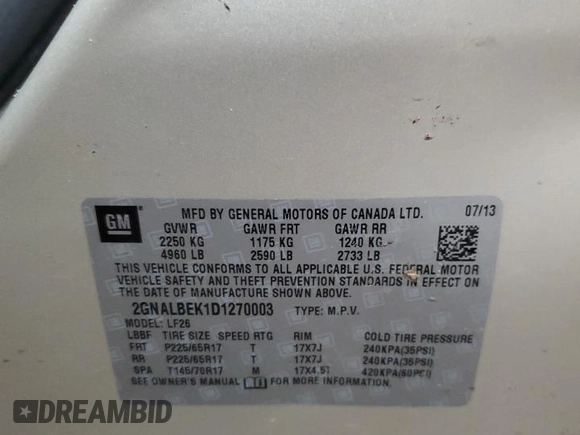 GM
MFD BY GENERAL MOTORS OF CANADA LTD. 07/13
GVWR GAWR FRT GAWR RR
2250 KG 1175 KG 1240 KG
4960 LB 2590 LB 2733 LB
THIS VEHICLE CONFORMS TO ALL APPLICABLE U.S. FEDERAL MOTOR
VEHICLE SAFETY AND THEFT PREVENTION STANDARDS IN EFFECT ON
THE DATE OF MANUFACTURE SHOWN ABOVE.
2GNALBEK1D1270003 TYPE: M.P.V.
MODEL: LF26
LBBF TIRE SIZE SPEED RTG RIM COLD TIRE PRESSURE
FRT P225/65R17 T 17X7J 240KPA(35PSI)
RR P225/65R17 T 17X7J 240KPA(35PSI)
SPA T145/70R17 M 17X4.5T 420KPA(60PSI)
SEE OWNER'S MANUAL FOR MORE INFORMATION.
DREAMBID